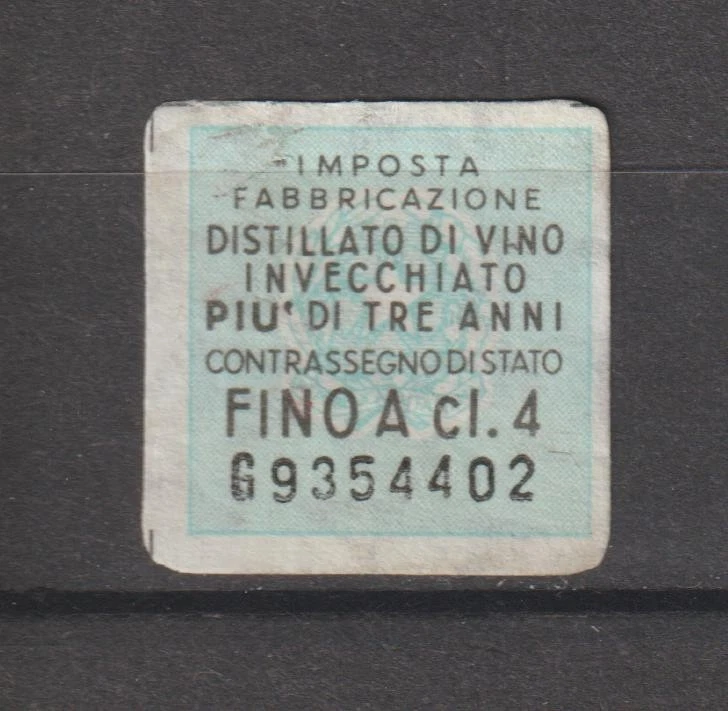 IMPOSTA
FABBRICAZIONE
DISTILLATO DI VINO
INVECCHIATO
PIU' DI TRE ANNI
CONTRASSEGNO DI STATO
FINO A cl. 4
G9354402